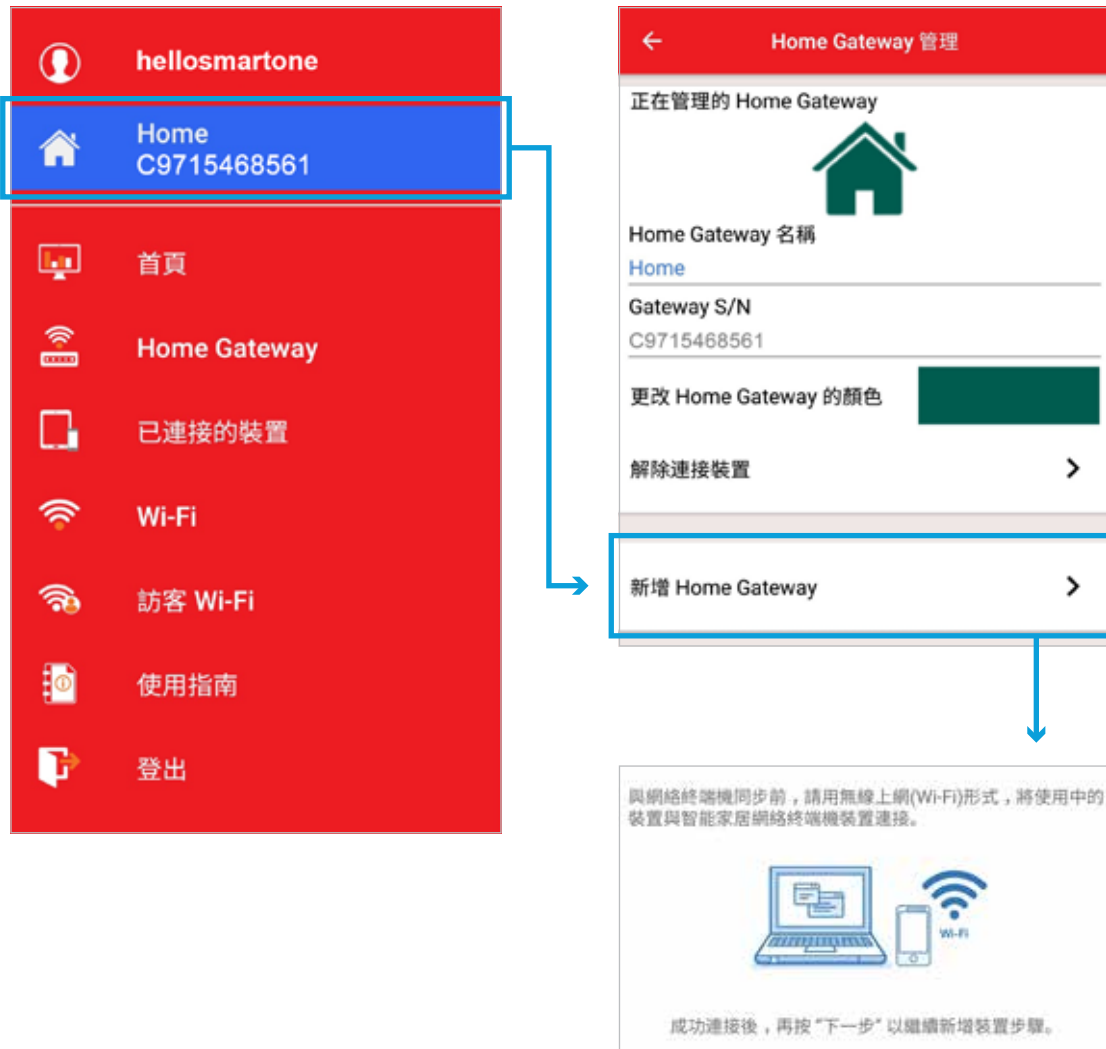 hellosmartone
Home
C9715468561
首頁
Home Gateway
已連接的裝置
Wi-Fi
訪客 Wi-Fi
使用指南
登出
Home Gateway 管理
正在管理的 Home Gateway
Home Gateway 名稱
Home
Gateway S/N
C9715468561
更改 Home Gateway 的顏色
解除連接裝置
新增 Home Gateway
與網絡終端機同步前，請用無線上網(Wi-Fi)形式，將使用中的
裝置與智能家居網絡終端機裝置連接。
Wi-Fi
成功連接後，再按 "下一步" 以繼續新增裝置步驟。